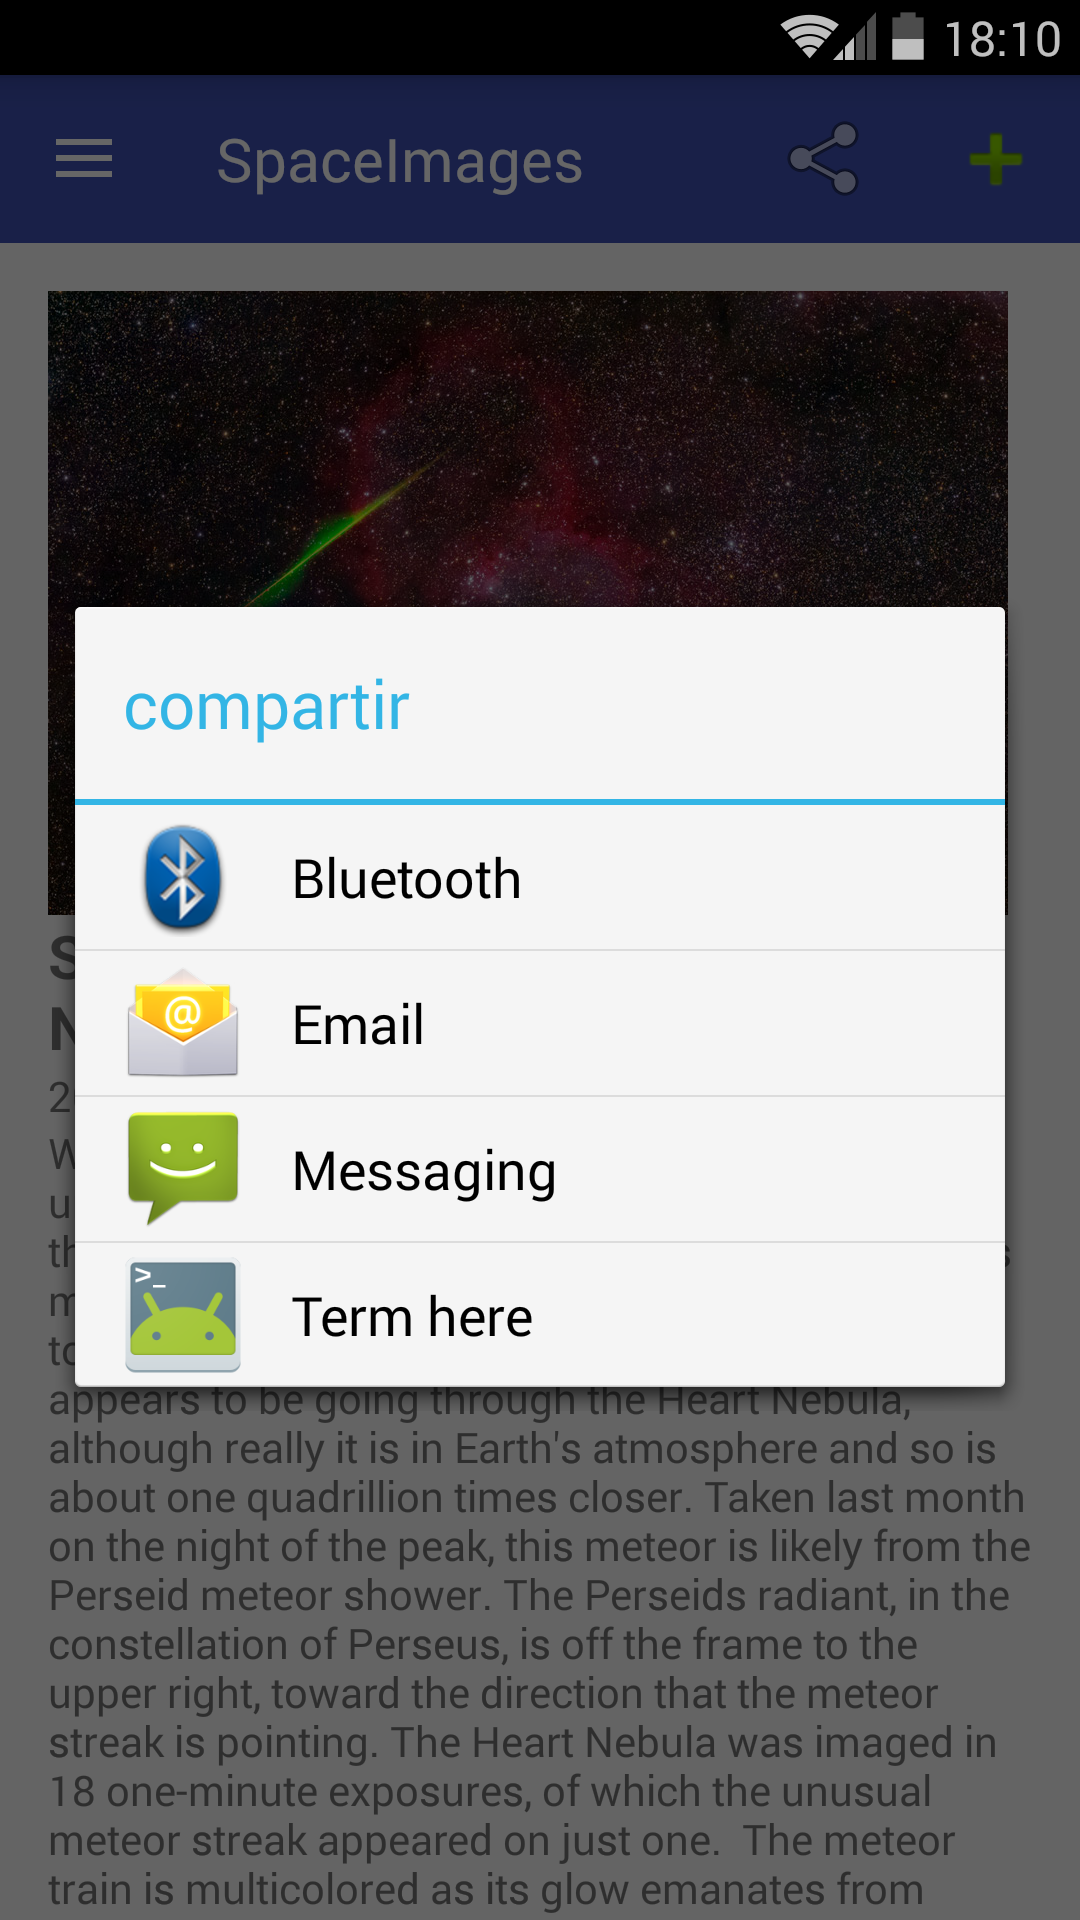 18:10
SpaceImages
compartir
Bluetooth
Email
Messaging
Term here
appears to be going through the Heart Nebula,
although really it is in Earth's atmosphere and so is
about one quadrillion times closer. Taken last month
on the night of the peak, this meteor is likely from the
Perseid meteor shower. The Perseids radiant, in the
constellation of Perseus, is off the frame to the
upper right, toward the direction that the meteor
streak is pointing. The Heart Nebula was imaged in
18 one-minute exposures, of which the unusual
meteor streak appeared on just one.  The meteor
train is multicolored as its glow emanates from